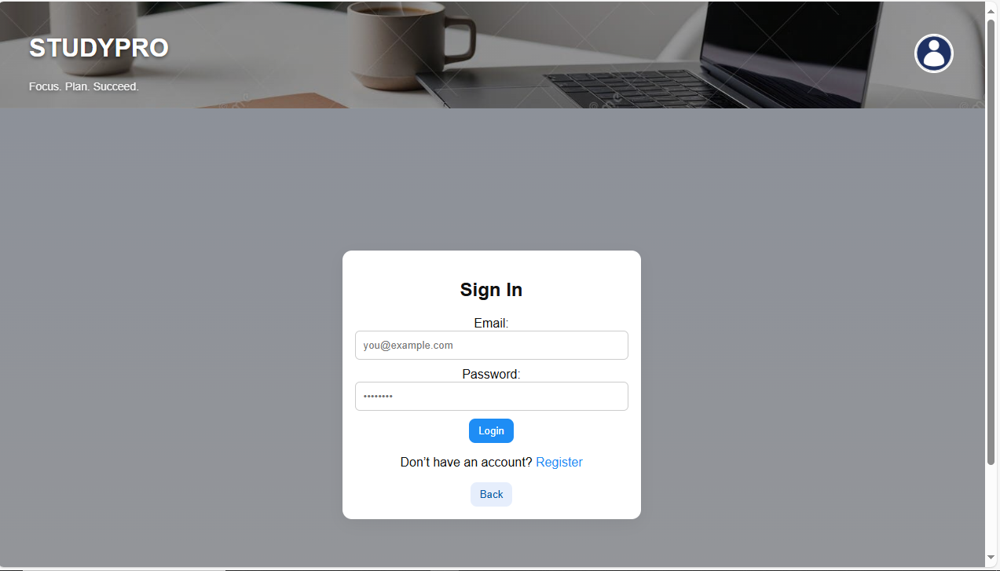 STUDYPRO
Focus. Plan. Succeed.
Sign In
Email:
you@example.com
Password:
••••••••
Login
Don’t have an account? Register
Back